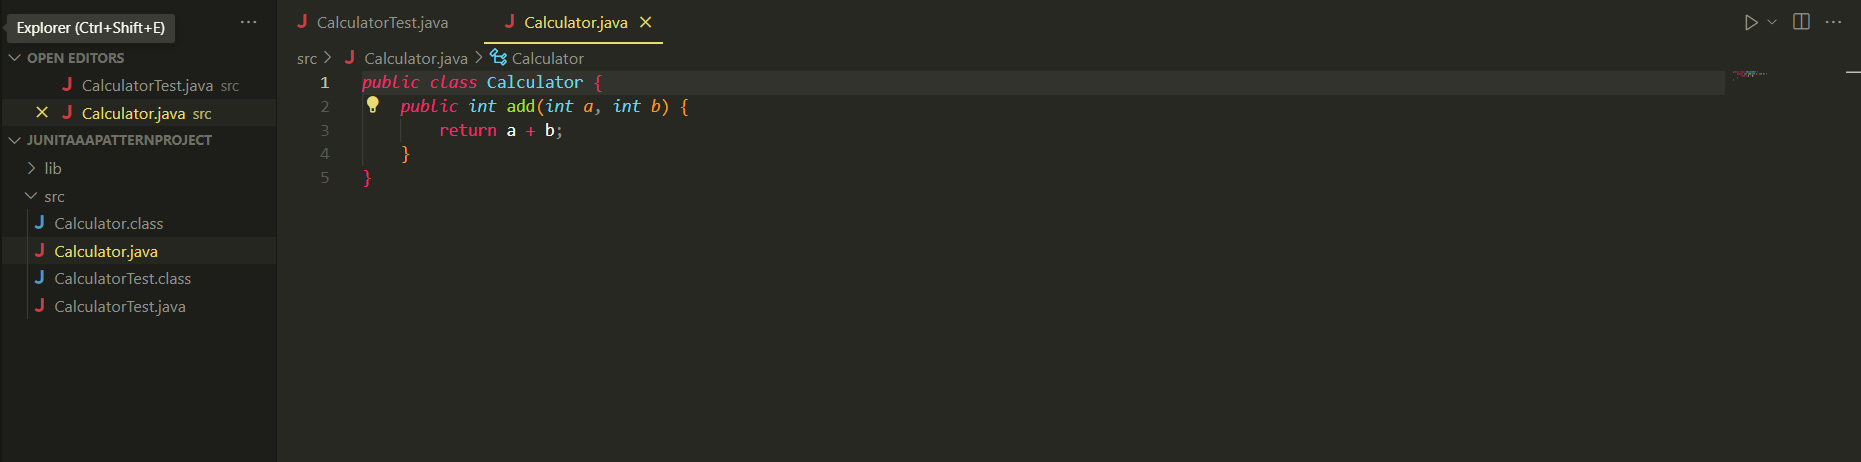 Explorer (Ctrl+Shift+E)
OPEN EDITORS
CalculatorTest.java src
Calculator.java src
JUNITAAAPATTERNPROJECT
lib
src
Calculator.class
Calculator.java
CalculatorTest.class
CalculatorTest.java
CalculatorTest.java
Calculator.java
src > Calculator.java > Calculator
1 public class Calculator {
2 public int add(int a, int b) {
3 return a + b;
4 }
5 }